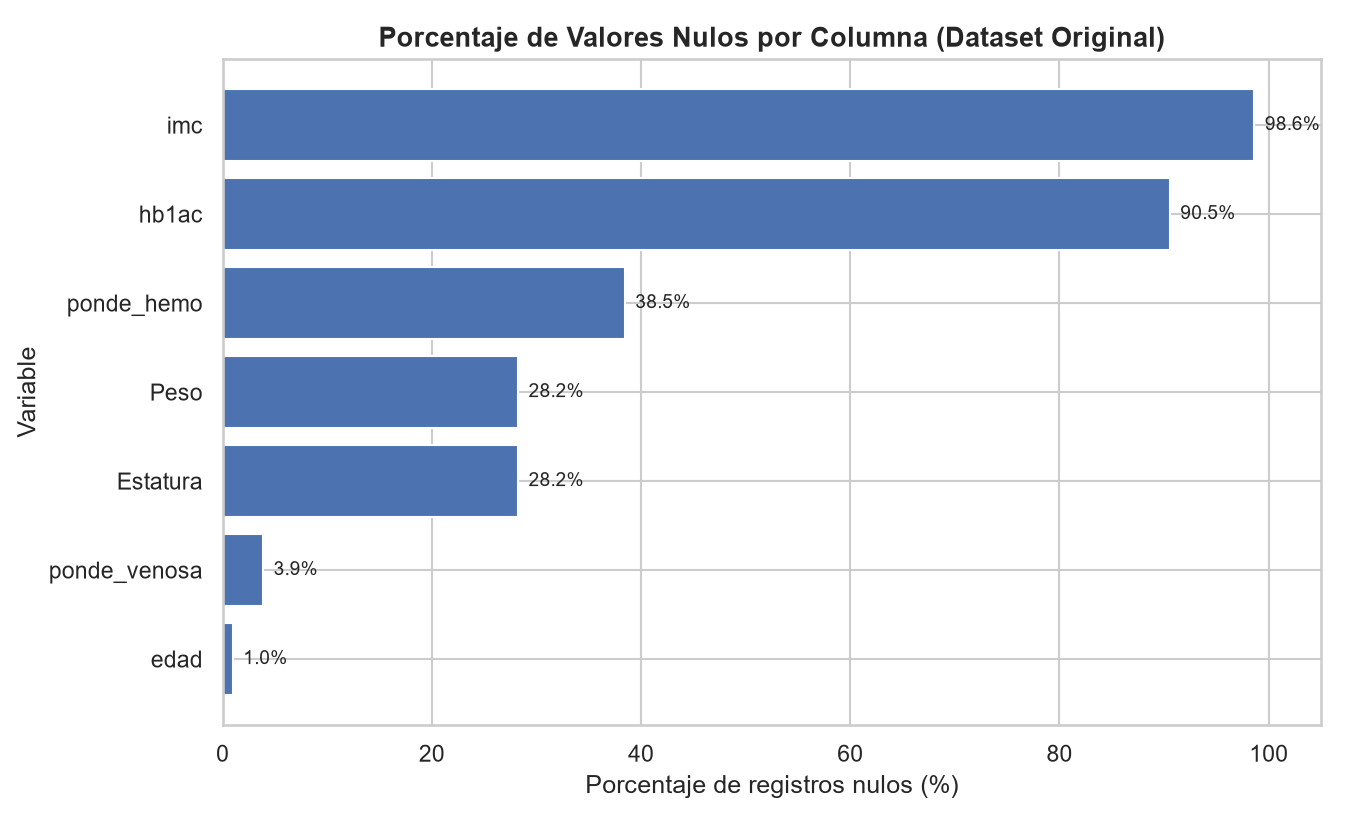 Porcentaje de Valores Nulos por Columna (Dataset Original)
imc 98.6%
hb1ac 90.5%
ponde_hemo 38.5%
Peso 28.2%
Estatura 28.2%
ponde_venosa 3.9%
edad 1.0%
Variable
0 20 40 60 80 100
Porcentaje de registros nulos (%)